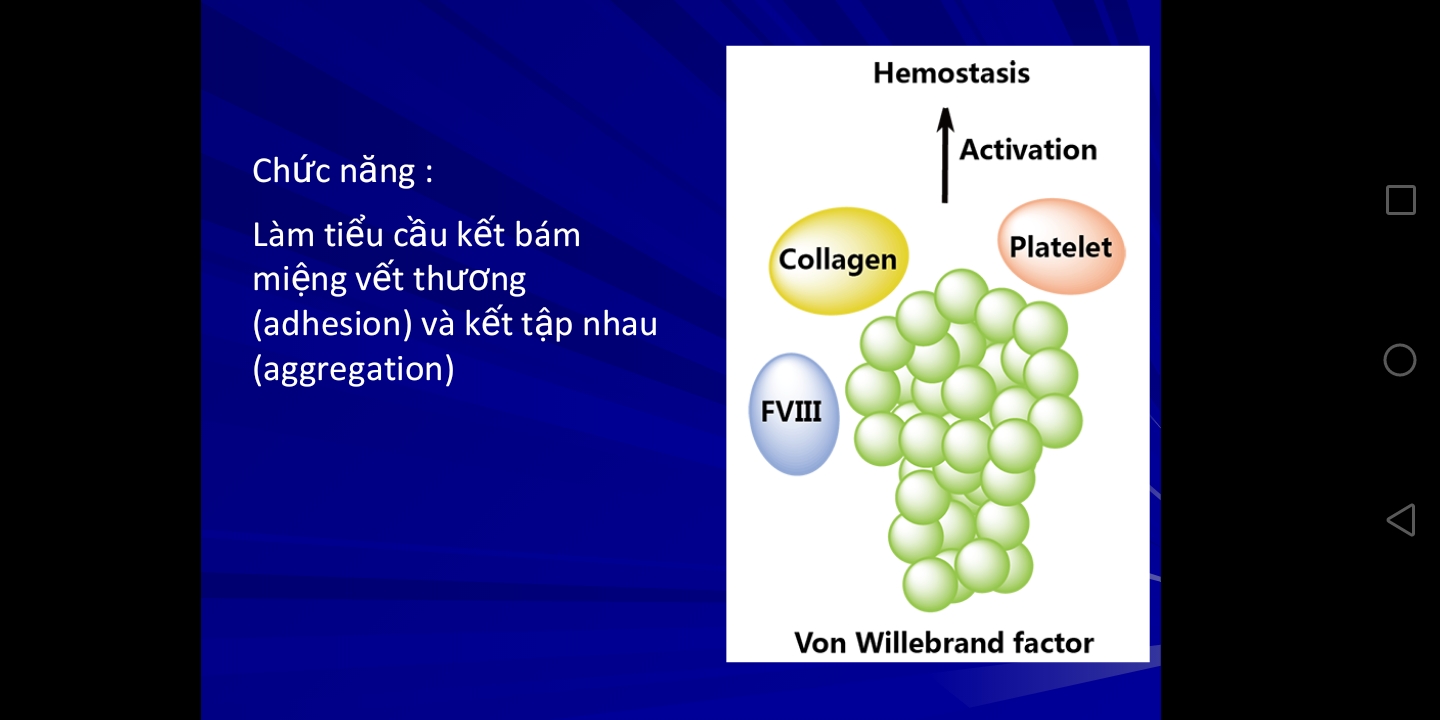 Chức năng :
Làm tiểu cầu kết bám
miệng vết thương
(adhesion) và kết tập nhau
(aggregation)
Hemostasis
Activation
Collagen
Platelet
FVIII
Von Willebrand factor